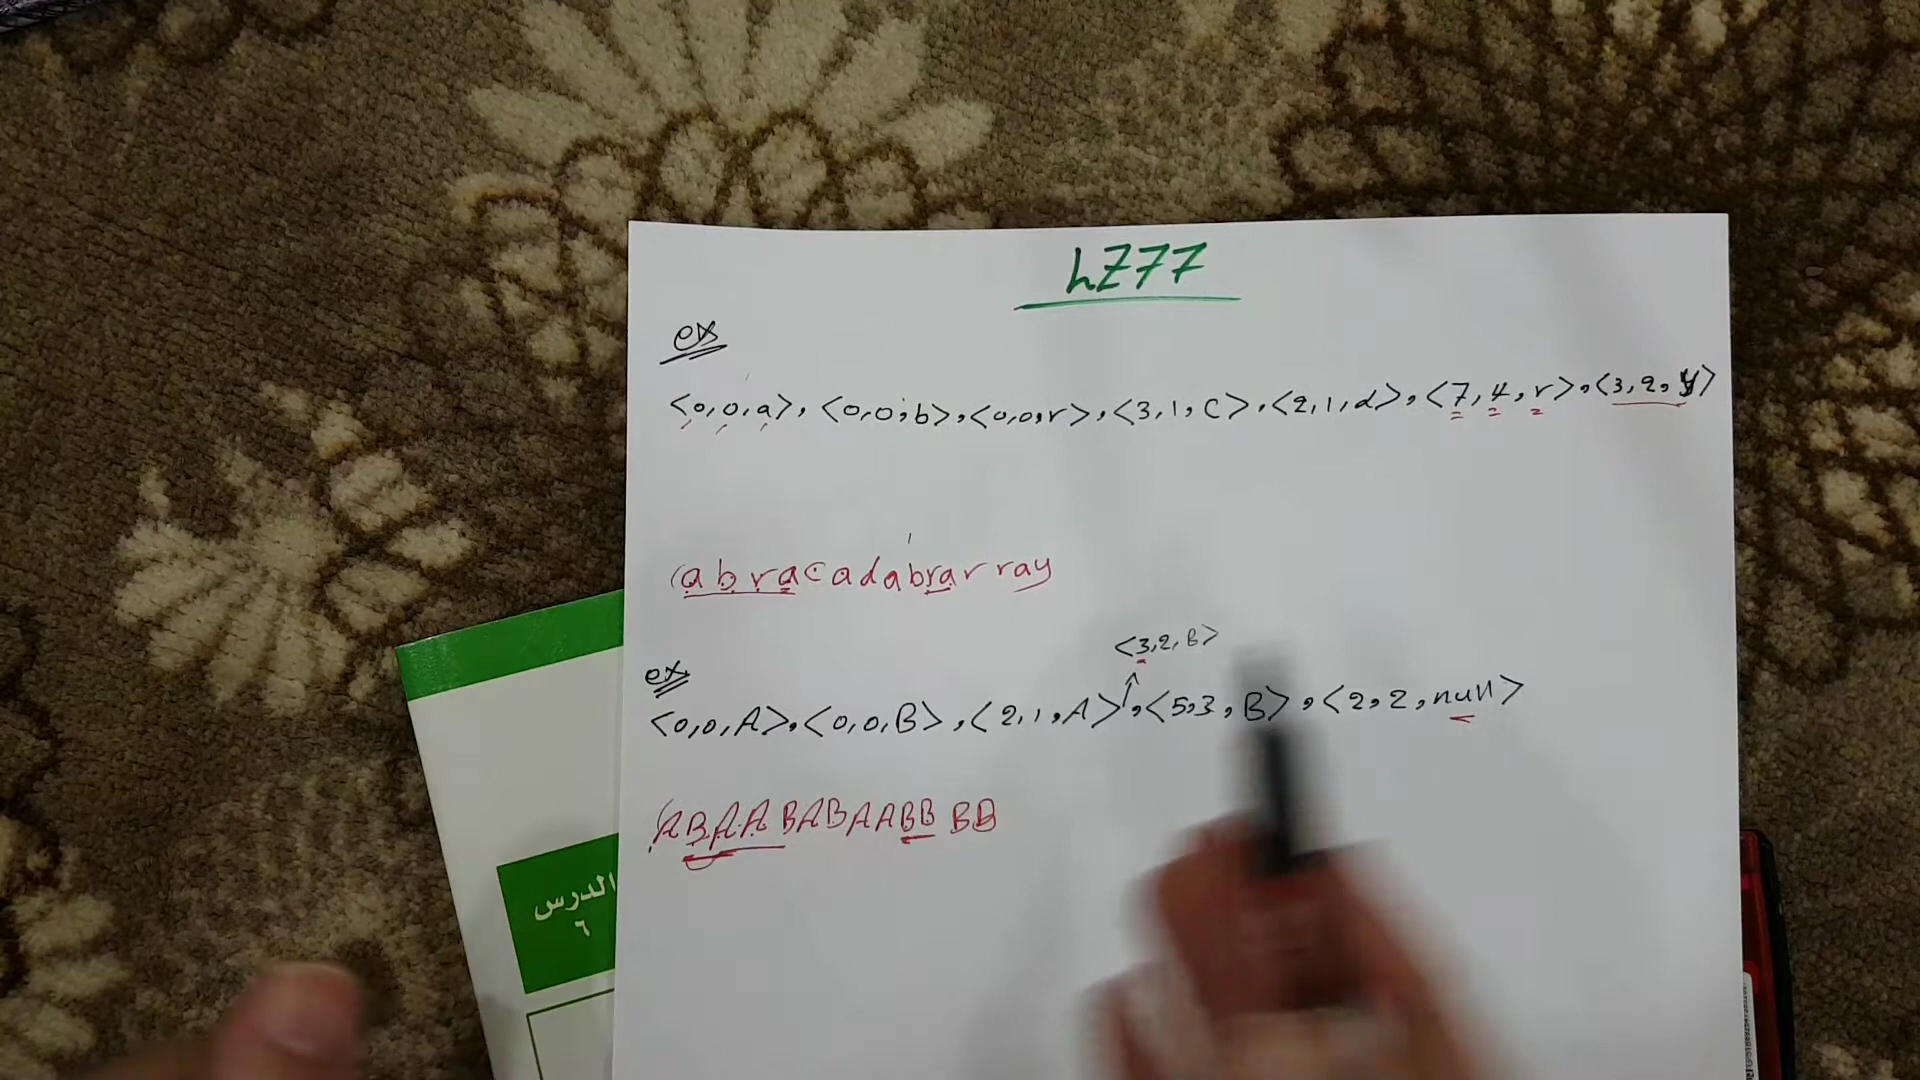 LZ77
ex
<0,0,a>, <0,0,b>, <0,0,r>, <3,1,c>, <2,1,d>, <7,4,r>, <3,2,y>
abracadabrarray
<3,2,B>
ex
<0,0,A>, <0,0,B>, <2,1,A>, <5,3,B>, <2,2,null>
ABAABABAABBBB
الدرس
٦